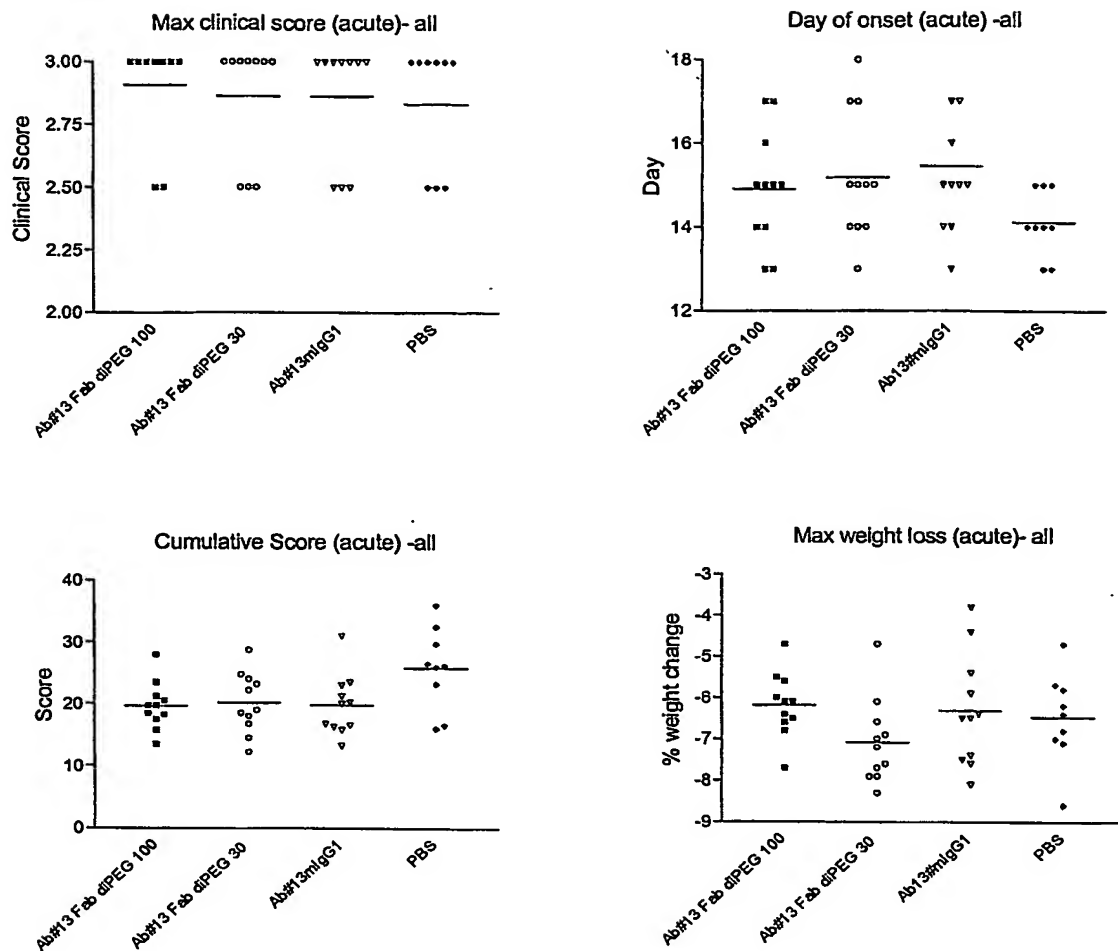 Max clinical score (acute)- all
Clinical Score
3.00
2.75
2.50
2.25
2.00
Ab#13 Fab diPEG 100
Ab#13 Fab diPEG 30
Ab#13mIgG1
PBS
Day of onset (acute) -all
Day
18
16
14
12
Ab#13 Fab diPEG 100
Ab#13 Fab diPEG 30
Ab13#mIgG1
PBS
Cumulative Score (acute) -all
Score
40
30
20
10
0
Ab#13 Fab diPEG 100
Ab#13 Fab diPEG 30
Ab#13mIgG1
PBS
Max weight loss (acute)- all
% weight change
-3
-4
-5
-6
-7
-8
-9
Ab#13 Fab diPEG 100
Ab#13 Fab diPEG 30
Ab13#mIgG1
PBS